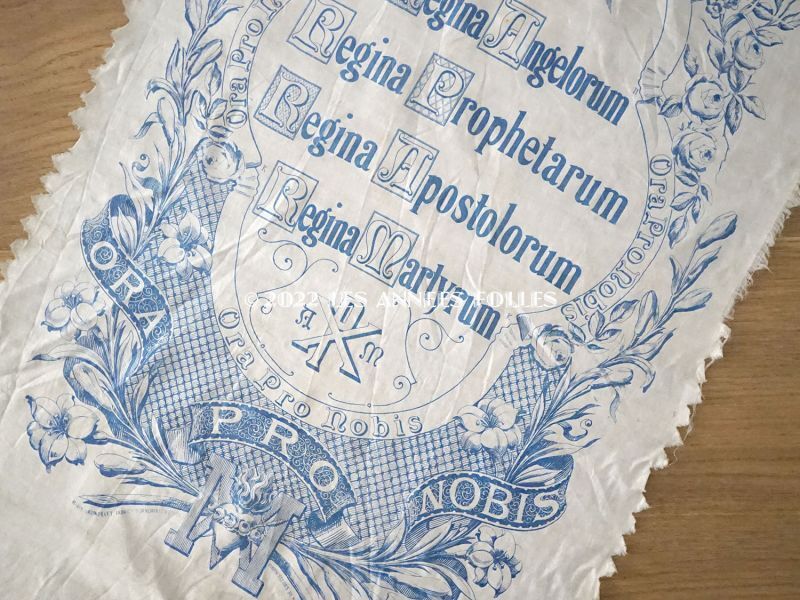 Regina Angelorum
Regina Prophetarum
Regina Apostolorum
Regina Martyrum
Ora Pro
Ora Pro Nobis
Ora pro Nobis
A M
ORA
PRO
NOBIS
M
© 2022 LES ANNEES FOLLES